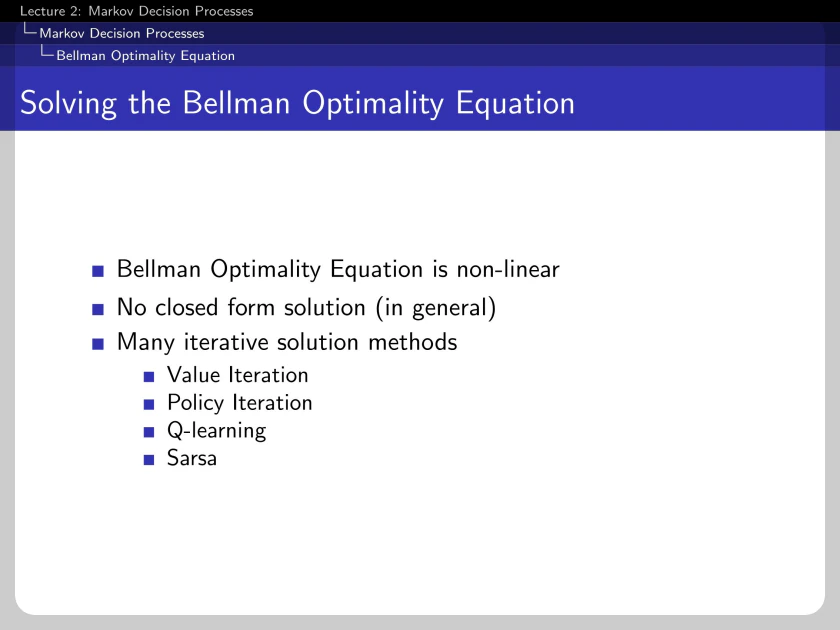 Lecture 2: Markov Decision Processes
Markov Decision Processes
Bellman Optimality Equation
Solving the Bellman Optimality Equation
Bellman Optimality Equation is non-linear
No closed form solution (in general)
Many iterative solution methods
Value Iteration
Policy Iteration
Q-learning
Sarsa